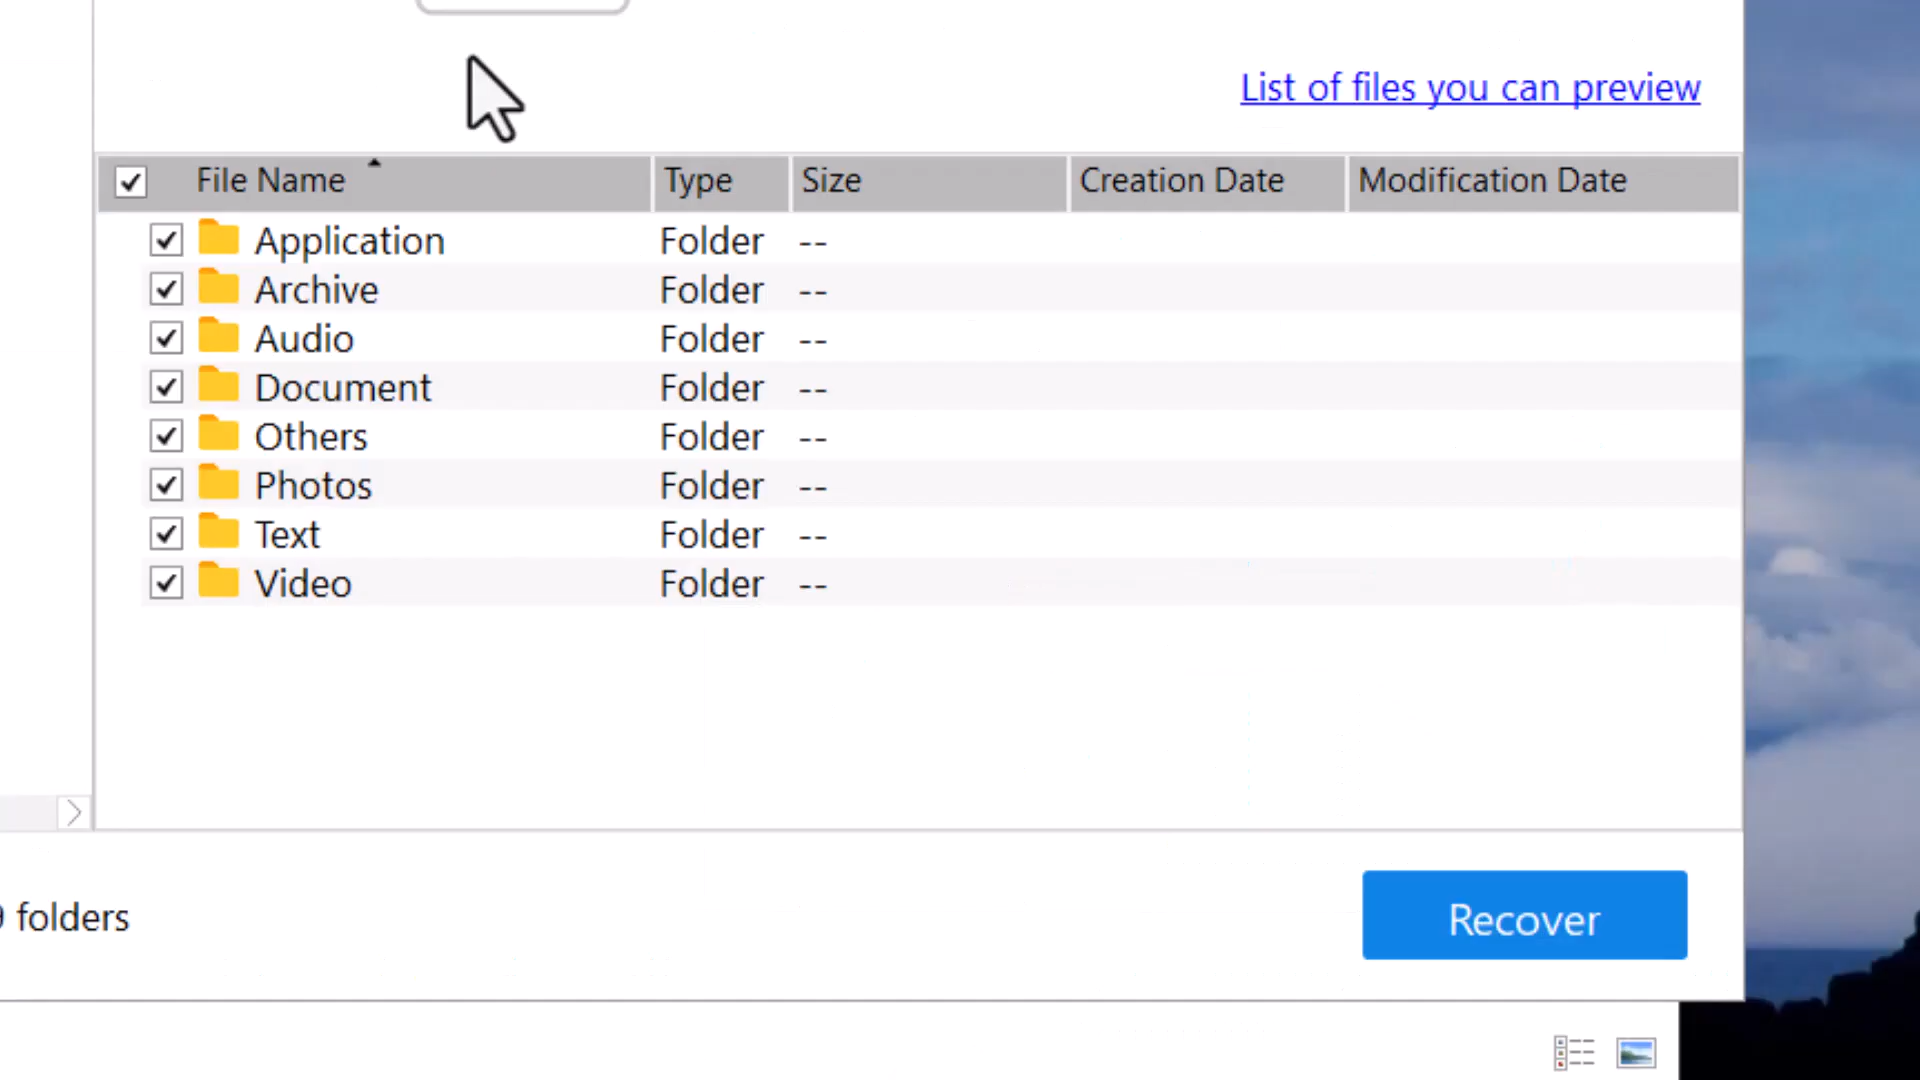 List of files you can preview
File Name Type Size Creation Date Modification Date
Application Folder --
Archive Folder --
Audio Folder --
Document Folder --
Others Folder --
Photos Folder --
Text Folder --
Video Folder --
folders
Recover